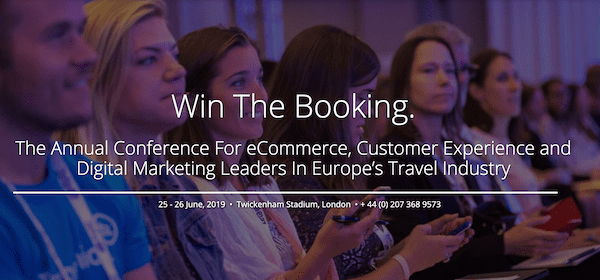 Win The Booking.
The Annual Conference For eCommerce, Customer Experience and
Digital Marketing Leaders In Europe's Travel Industry
25 - 26 June, 2019 • Twickenham Stadium, London • + 44 (0) 207 368 9573